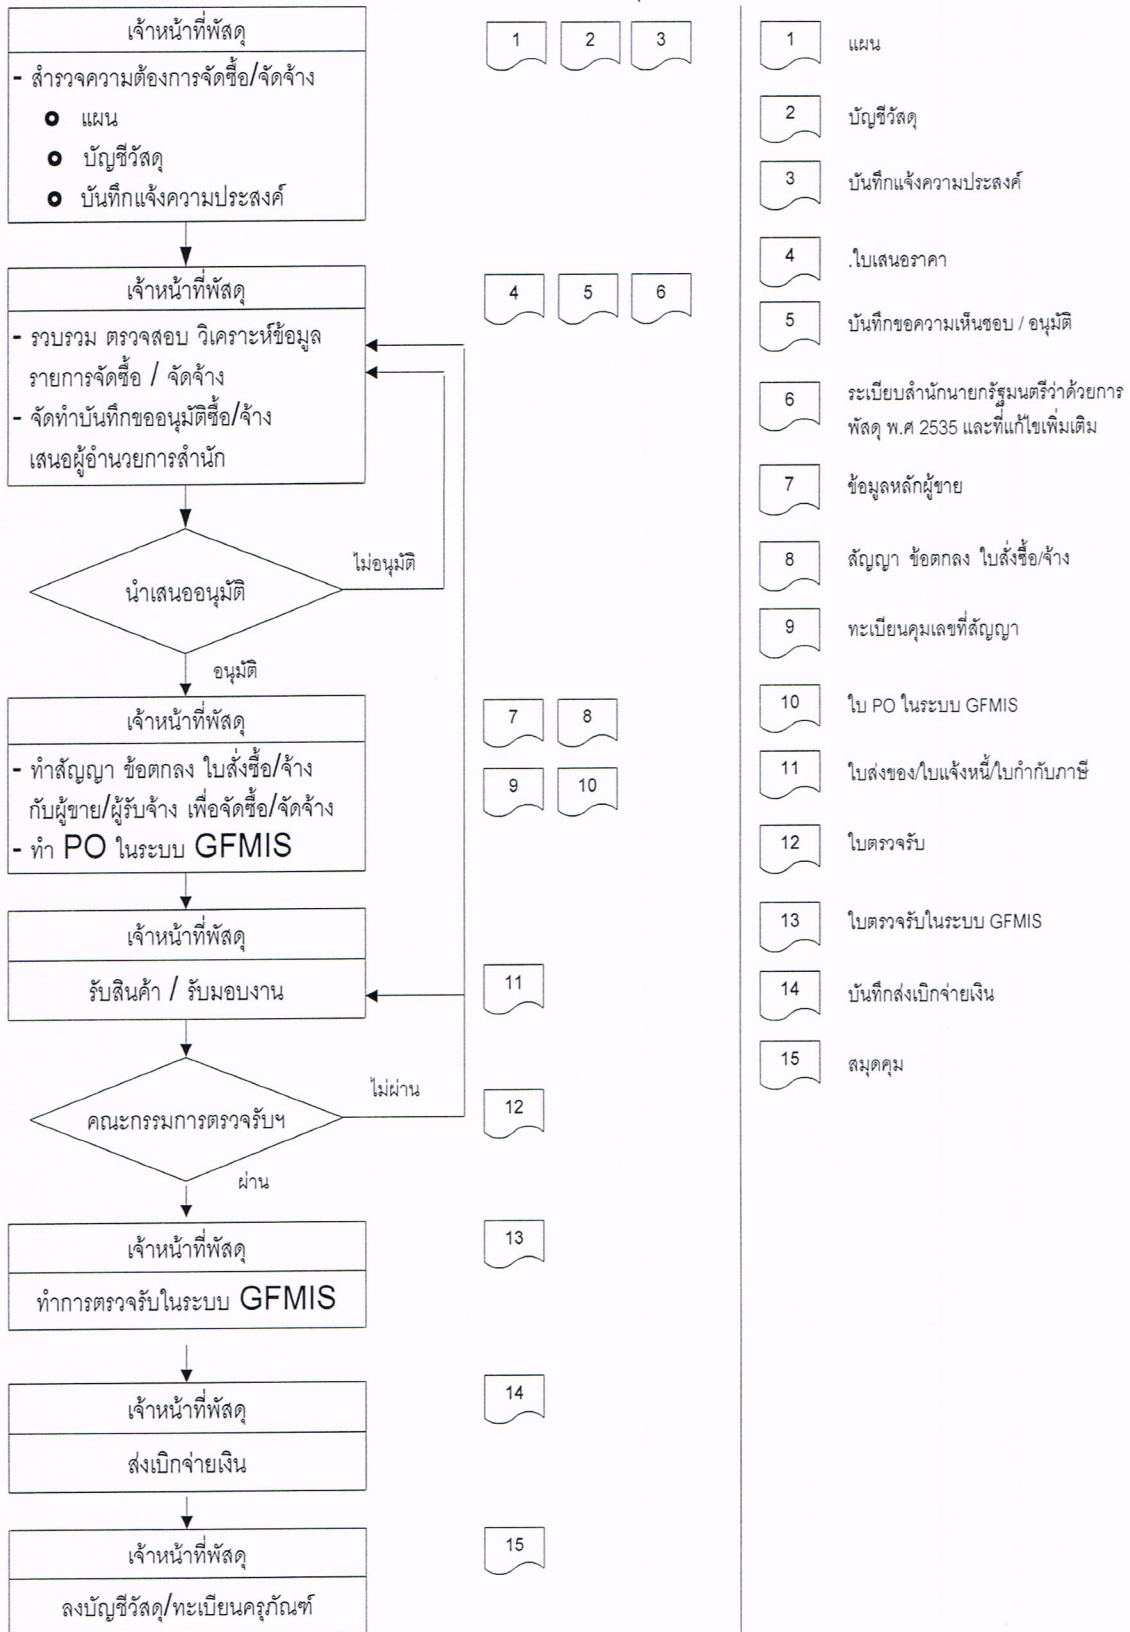 เจ้าหน้าที่พัสดุ
- สำรวจความต้องการจัดซื้อ/จัดจ้าง
แผน
บัญชีวัสดุ
บันทึกแจ้งความประสงค์
1 2 3
เจ้าหน้าที่พัสดุ
- รวบรวม ตรวจสอบ วิเคราะห์ข้อมูล
รายการจัดซื้อ / จัดจ้าง
- จัดทำบันทึกขออนุมัติซื้อ/จ้าง
เสนอผู้อำนวยการสำนัก
4 5 6
นำเสนออนุมัติ
ไม่อนุมัติ
อนุมัติ
เจ้าหน้าที่พัสดุ
- ทำสัญญา ข้อตกลง ใบสั่งซื้อ/จ้าง
กับผู้ขาย/ผู้รับจ้าง เพื่อจัดซื้อ/จัดจ้าง
- ทำ PO ในระบบ GFMIS
7 8
9 10
เจ้าหน้าที่พัสดุ
รับสินค้า / รับมอบงาน
11
คณะกรรมการตรวจรับฯ
ไม่ผ่าน
12
ผ่าน
เจ้าหน้าที่พัสดุ
ทำการตรวจรับในระบบ GFMIS
13
เจ้าหน้าที่พัสดุ
ส่งเบิกจ่ายเงิน
14
เจ้าหน้าที่พัสดุ
ลงบัญชีวัสดุ/ทะเบียนครุภัณฑ์
15
1 แผน
2 บัญชีวัสดุ
3 บันทึกแจ้งความประสงค์
4 .ใบเสนอราคา
5 บันทึกขอความเห็นชอบ / อนุมัติ
6 ระเบียบสำนักนายกรัฐมนตรีว่าด้วยการ
พัสดุ พ.ศ 2535 และที่แก้ไขเพิ่มเติม
7 ข้อมูลหลักผู้ขาย
8 สัญญา ข้อตกลง ใบสั่งซื้อ/จ้าง
9 ทะเบียนคุมเลขที่สัญญา
10 ใบ PO ในระบบ GFMIS
11 ใบส่งของ/ใบแจ้งหนี้/ใบกำกับภาษี
12 ใบตรวจรับ
13 ใบตรวจรับในระบบ GFMIS
14 บันทึกส่งเบิกจ่ายเงิน
15 สมุดคุม